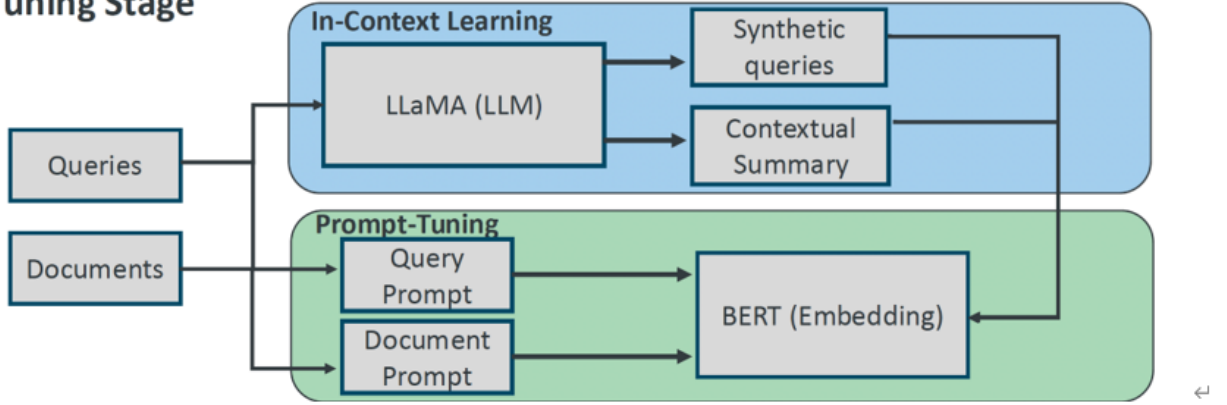 uning Stage
In-Context Learning
LLaMA (LLM)
Synthetic
queries
Contextual
Summary
Queries
Documents
Prompt-Tuning
Query
Prompt
Document
Prompt
BERT (Embedding)